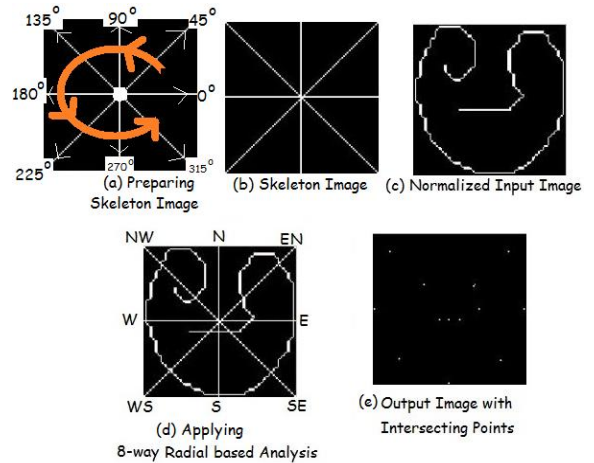 135° 90° 45°
180° 0°
225° 270° 315°
(a) Preparing
Skeleton Image
(b) Skeleton Image
(c) Normalized Input Image
NW N EN
W E
WS S SE
(d) Applying
8-way Radial based Analysis
(e) Output Image with
Intersecting Points